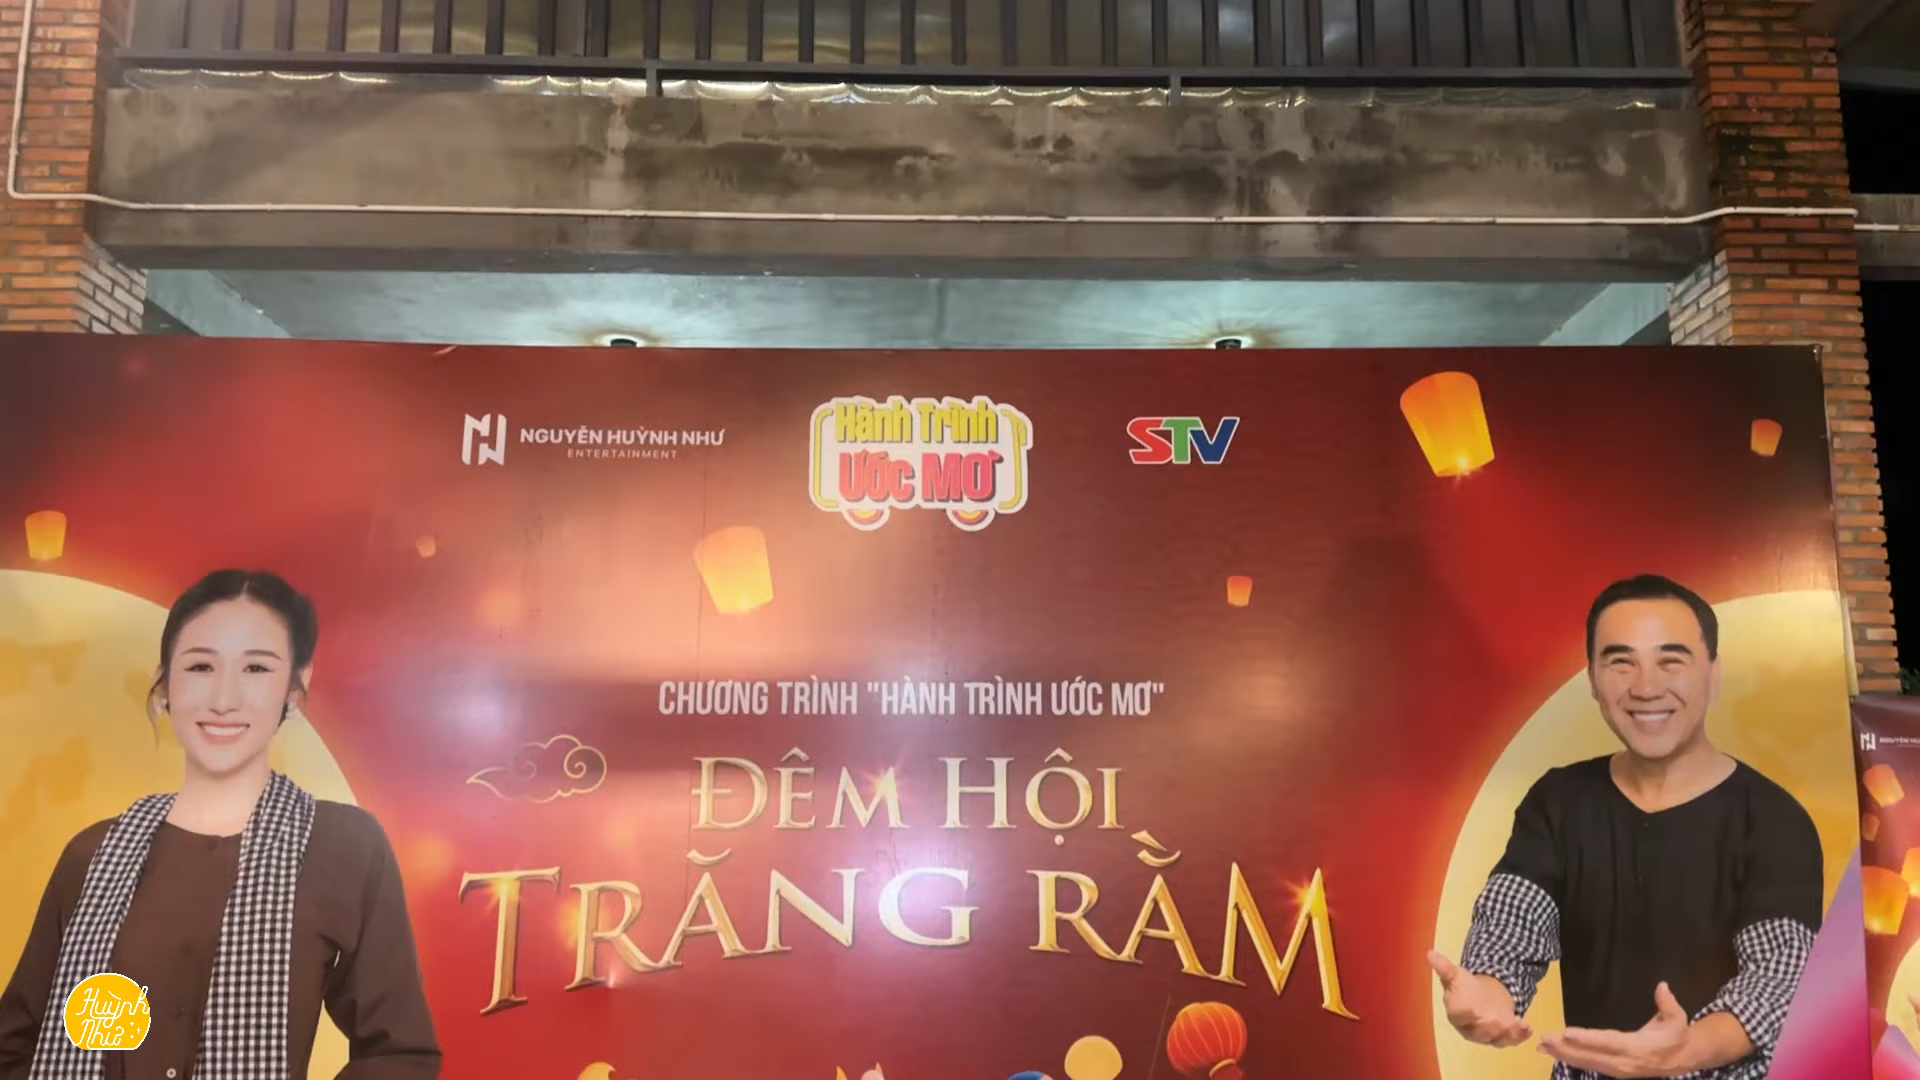 NGUYỄN HUỲNH NHƯ
ENTERTAINMENT
Hành Trình
ƯỚC MƠ
STV
CHƯƠNG TRÌNH "HÀNH TRÌNH ƯỚC MƠ"
ĐÊM HỘI
TRĂNG RẰM
Huỳnh
Như